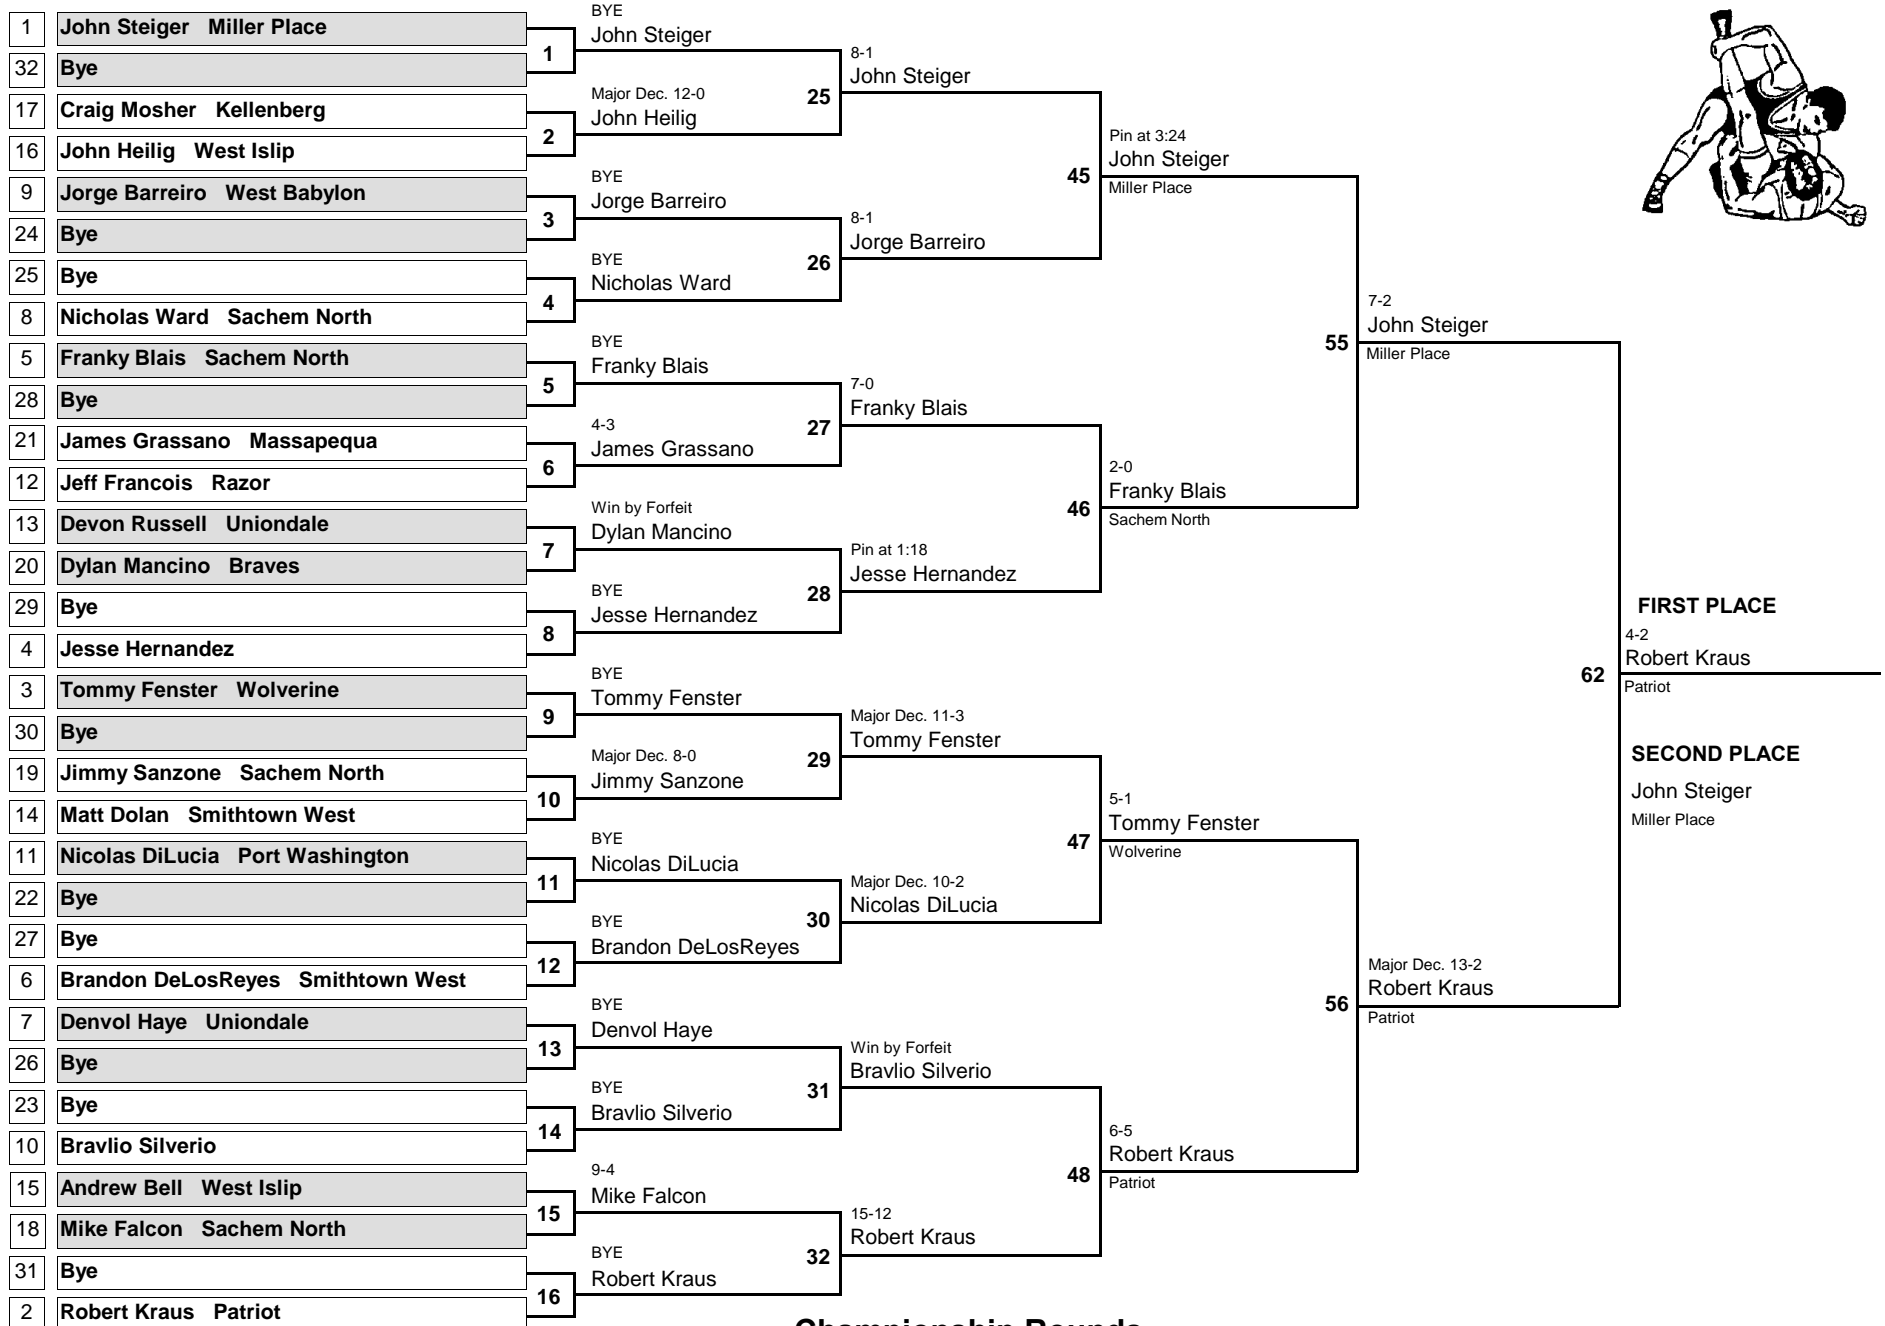 1 John Steiger Miller Place
32 Bye
17 Craig Mosher Kellenberg
16 John Heilig West Islip
9 Jorge Barreiro West Babylon
24 Bye
25 Bye
8 Nicholas Ward Sachem North
5 Franky Blais Sachem North
28 Bye
21 James Grassano Massapequa
12 Jeff Francois Razor
13 Devon Russell Uniondale
20 Dylan Mancino Braves
29 Bye
4 Jesse Hernandez
3 Tommy Fenster Wolverine
30 Bye
19 Jimmy Sanzone Sachem North
14 Matt Dolan Smithtown West
11 Nicolas DiLucia Port Washington
22 Bye
27 Bye
6 Brandon DeLosReyes Smithtown West
7 Denvol Haye Uniondale
26 Bye
23 Bye
10 Bravlio Silverio
15 Andrew Bell West Islip
18 Mike Falcon Sachem North
31 Bye
2 Robert Kraus Patriot
1
2
3
4
5
6
7
8
9
10
11
12
13
14
15
16
BYE
John Steiger
Major Dec. 12-0
John Heilig
BYE
Jorge Barreiro
BYE
Nicholas Ward
BYE
Franky Blais
4-3
James Grassano
Win by Forfeit
Dylan Mancino
BYE
Jesse Hernandez
BYE
Tommy Fenster
Major Dec. 8-0
Jimmy Sanzone
BYE
Nicolas DiLucia
BYE
Brandon DeLosReyes
BYE
Denvol Haye
BYE
Bravlio Silverio
9-4
Mike Falcon
BYE
Robert Kraus
25
26
27
28
29
30
31
32
8-1
John Steiger
8-1
Jorge Barreiro
7-0
Franky Blais
Pin at 1:18
Jesse Hernandez
Major Dec. 11-3
Tommy Fenster
Major Dec. 10-2
Nicolas DiLucia
Win by Forfeit
Bravlio Silverio
15-12
Robert Kraus
45
46
47
48
Pin at 3:24
John Steiger
Miller Place
2-0
Franky Blais
Sachem North
5-1
Tommy Fenster
Wolverine
6-5
Robert Kraus
Patriot
55
56
7-2
John Steiger
Miller Place
Major Dec. 13-2
Robert Kraus
Patriot
62
FIRST PLACE
4-2
Robert Kraus
Patriot
SECOND PLACE
John Steiger
Miller Place
Championship Rounds